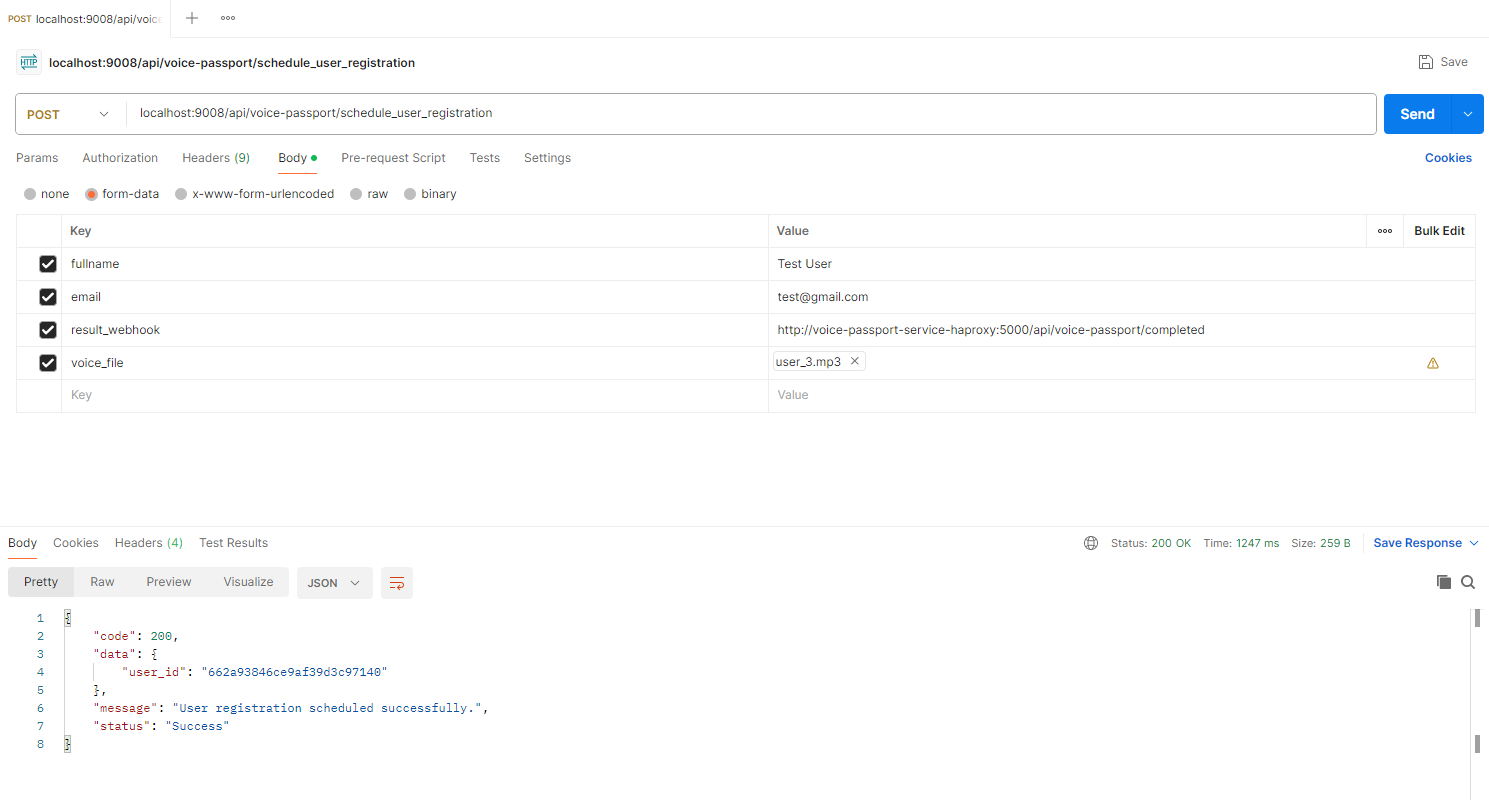 POST localhost:9008/api/voice
HTTP localhost:9008/api/voice-passport/schedule_user_registration Save
POST localhost:9008/api/voice-passport/schedule_user_registration Send
Params Authorization Headers (9) Body Pre-request Script Tests Settings Cookies
none form-data x-www-form-urlencoded raw binary
Key Value Bulk Edit
fullname Test User
email test@gmail.com
result_webhook http://voice-passport-service-haproxy:5000/api/voice-passport/completed
voice_file user_3.mp3
Key Value
Body Cookies Headers (4) Test Results Status: 200 OK Time: 1247 ms Size: 259 B Save Response
Pretty Raw Preview Visualize JSON
1 {
2 "code": 200,
3 "data": {
4 "user_id": "662a93846ce9af39d3c97140"
5 },
6 "message": "User registration scheduled successfully.",
7 "status": "Success"
8 }